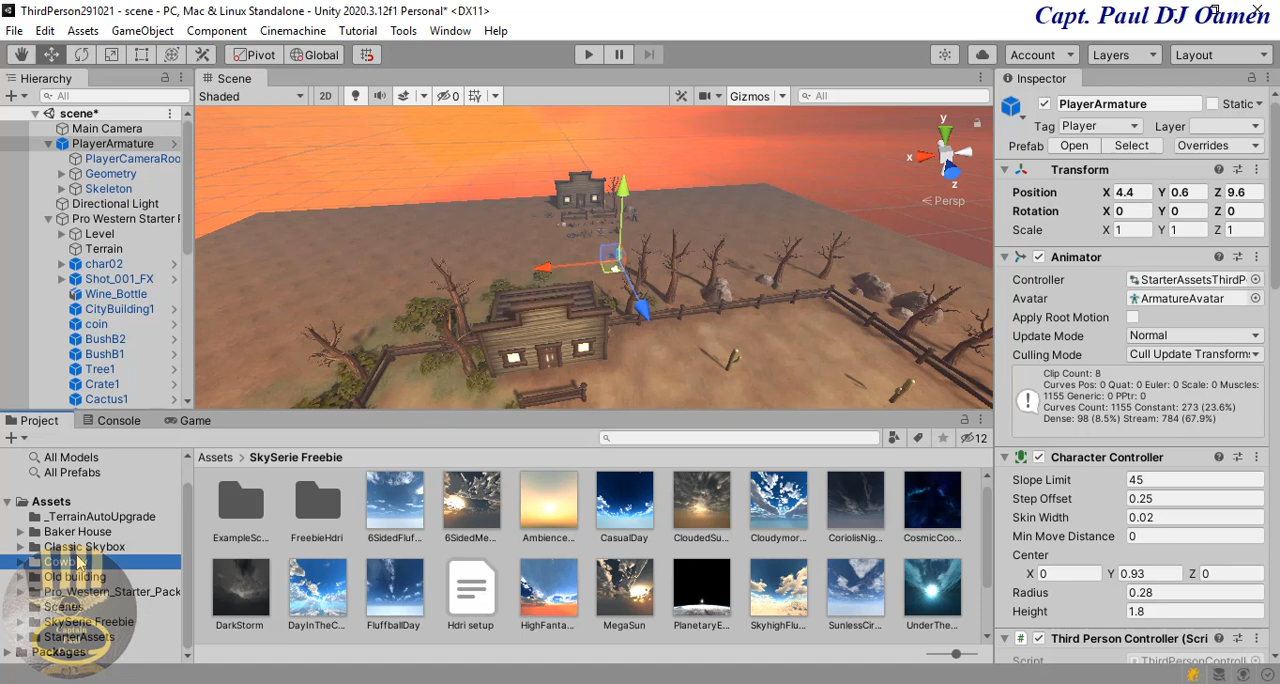 ThirdPerson291021 - scene - PC, Mac & Linux Standalone - Unity 2020.3.12f1 Personal* <DX11>
Capt. Paul DJ Oamen
File Edit Assets GameObject Component Cinemachine Tutorial Tools Window Help
Pivot Global Account Layers Layout
Hierarchy Scene Inspector
All Shaded 2D 0 Gizmos All
PlayerArmature Static
Tag Player Layer
Prefab Open Select Overrides
scene*
Main Camera
PlayerArmature
PlayerCameraRoo
Geometry
Skeleton
Directional Light
Pro Western Starter P
Level
Terrain
char02
Shot_001_FX
Wine_Bottle
CityBuilding1
coin
BushB2
BushB1
Tree1
Crate1
Cactus1
y
x
z
Persp
Transform
Position X 4.4 Y 0.6 Z 9.6
Rotation X 0 Y 0 Z 0
Scale X 1 Y 1 Z 1
Animator
Controller StarterAssetsThirdP
Avatar ArmatureAvatar
Apply Root Motion
Update Mode Normal
Culling Mode Cull Update Transforms
Clip Count: 8
Curves Pos: 0 Quat: 0 Euler: 0 Scale: 0 Muscles:
1155 Generic: 0 PPtr: 0
Curves Count: 1155 Constant: 273 (23.6%)
Dense: 98 (8.5%) Stream: 784 (67.9%)
Character Controller
Slope Limit 45
Step Offset 0.25
Skin Width 0.02
Min Move Distance 0
Center
X 0 Y 0.93 Z 0
Radius 0.28
Height 1.8
Third Person Controller (Scri
Script ThirdPersonControll
Project Console Game
12
All Models
All Prefabs
Assets
_TerrainAutoUpgrade
Baker House
Classic Skybox
Old building
Pro_Western_Starter_Pack
Scenes
SkySerie Freebie
StarterAssets
Packages
Assets > SkySerie Freebie
ExampleSc... FreebieHdri 6SidedFluf... 6SidedMe... Ambience... CasualDay CloudedSu... Cloudymor... CoriolisNig... CosmicCoo...
DarkStorm DayInTheC... FluffballDay Hdri setup HighFanta... MegaSun PlanetaryE... SkyhighFlu... SunlessCir... UnderThe...